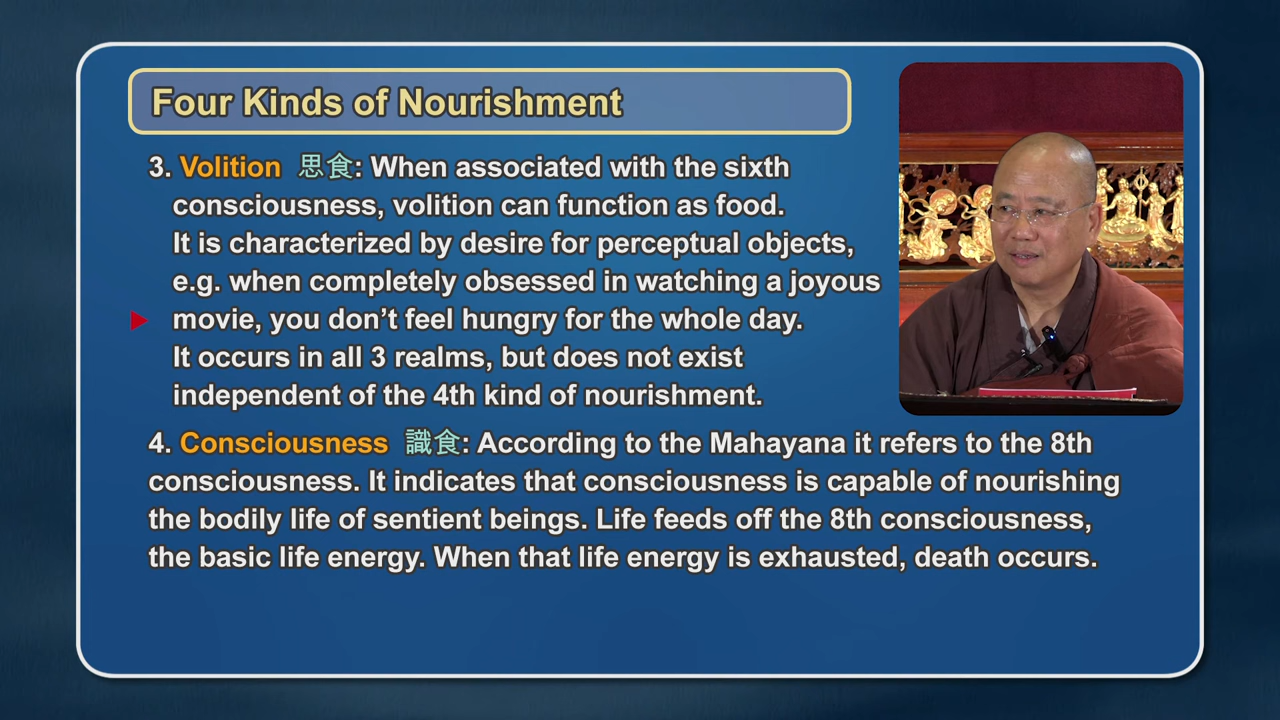 Four Kinds of Nourishment
3. Volition 思食: When associated with the sixth
consciousness, volition can function as food.
It is characterized by desire for perceptual objects,
e.g. when completely obsessed in watching a joyous
movie, you don’t feel hungry for the whole day.
It occurs in all 3 realms, but does not exist
independent of the 4th kind of nourishment.
4. Consciousness 識食: According to the Mahayana it refers to the 8th
consciousness. It indicates that consciousness is capable of nourishing
the bodily life of sentient beings. Life feeds off the 8th consciousness,
the basic life energy. When that life energy is exhausted, death occurs.